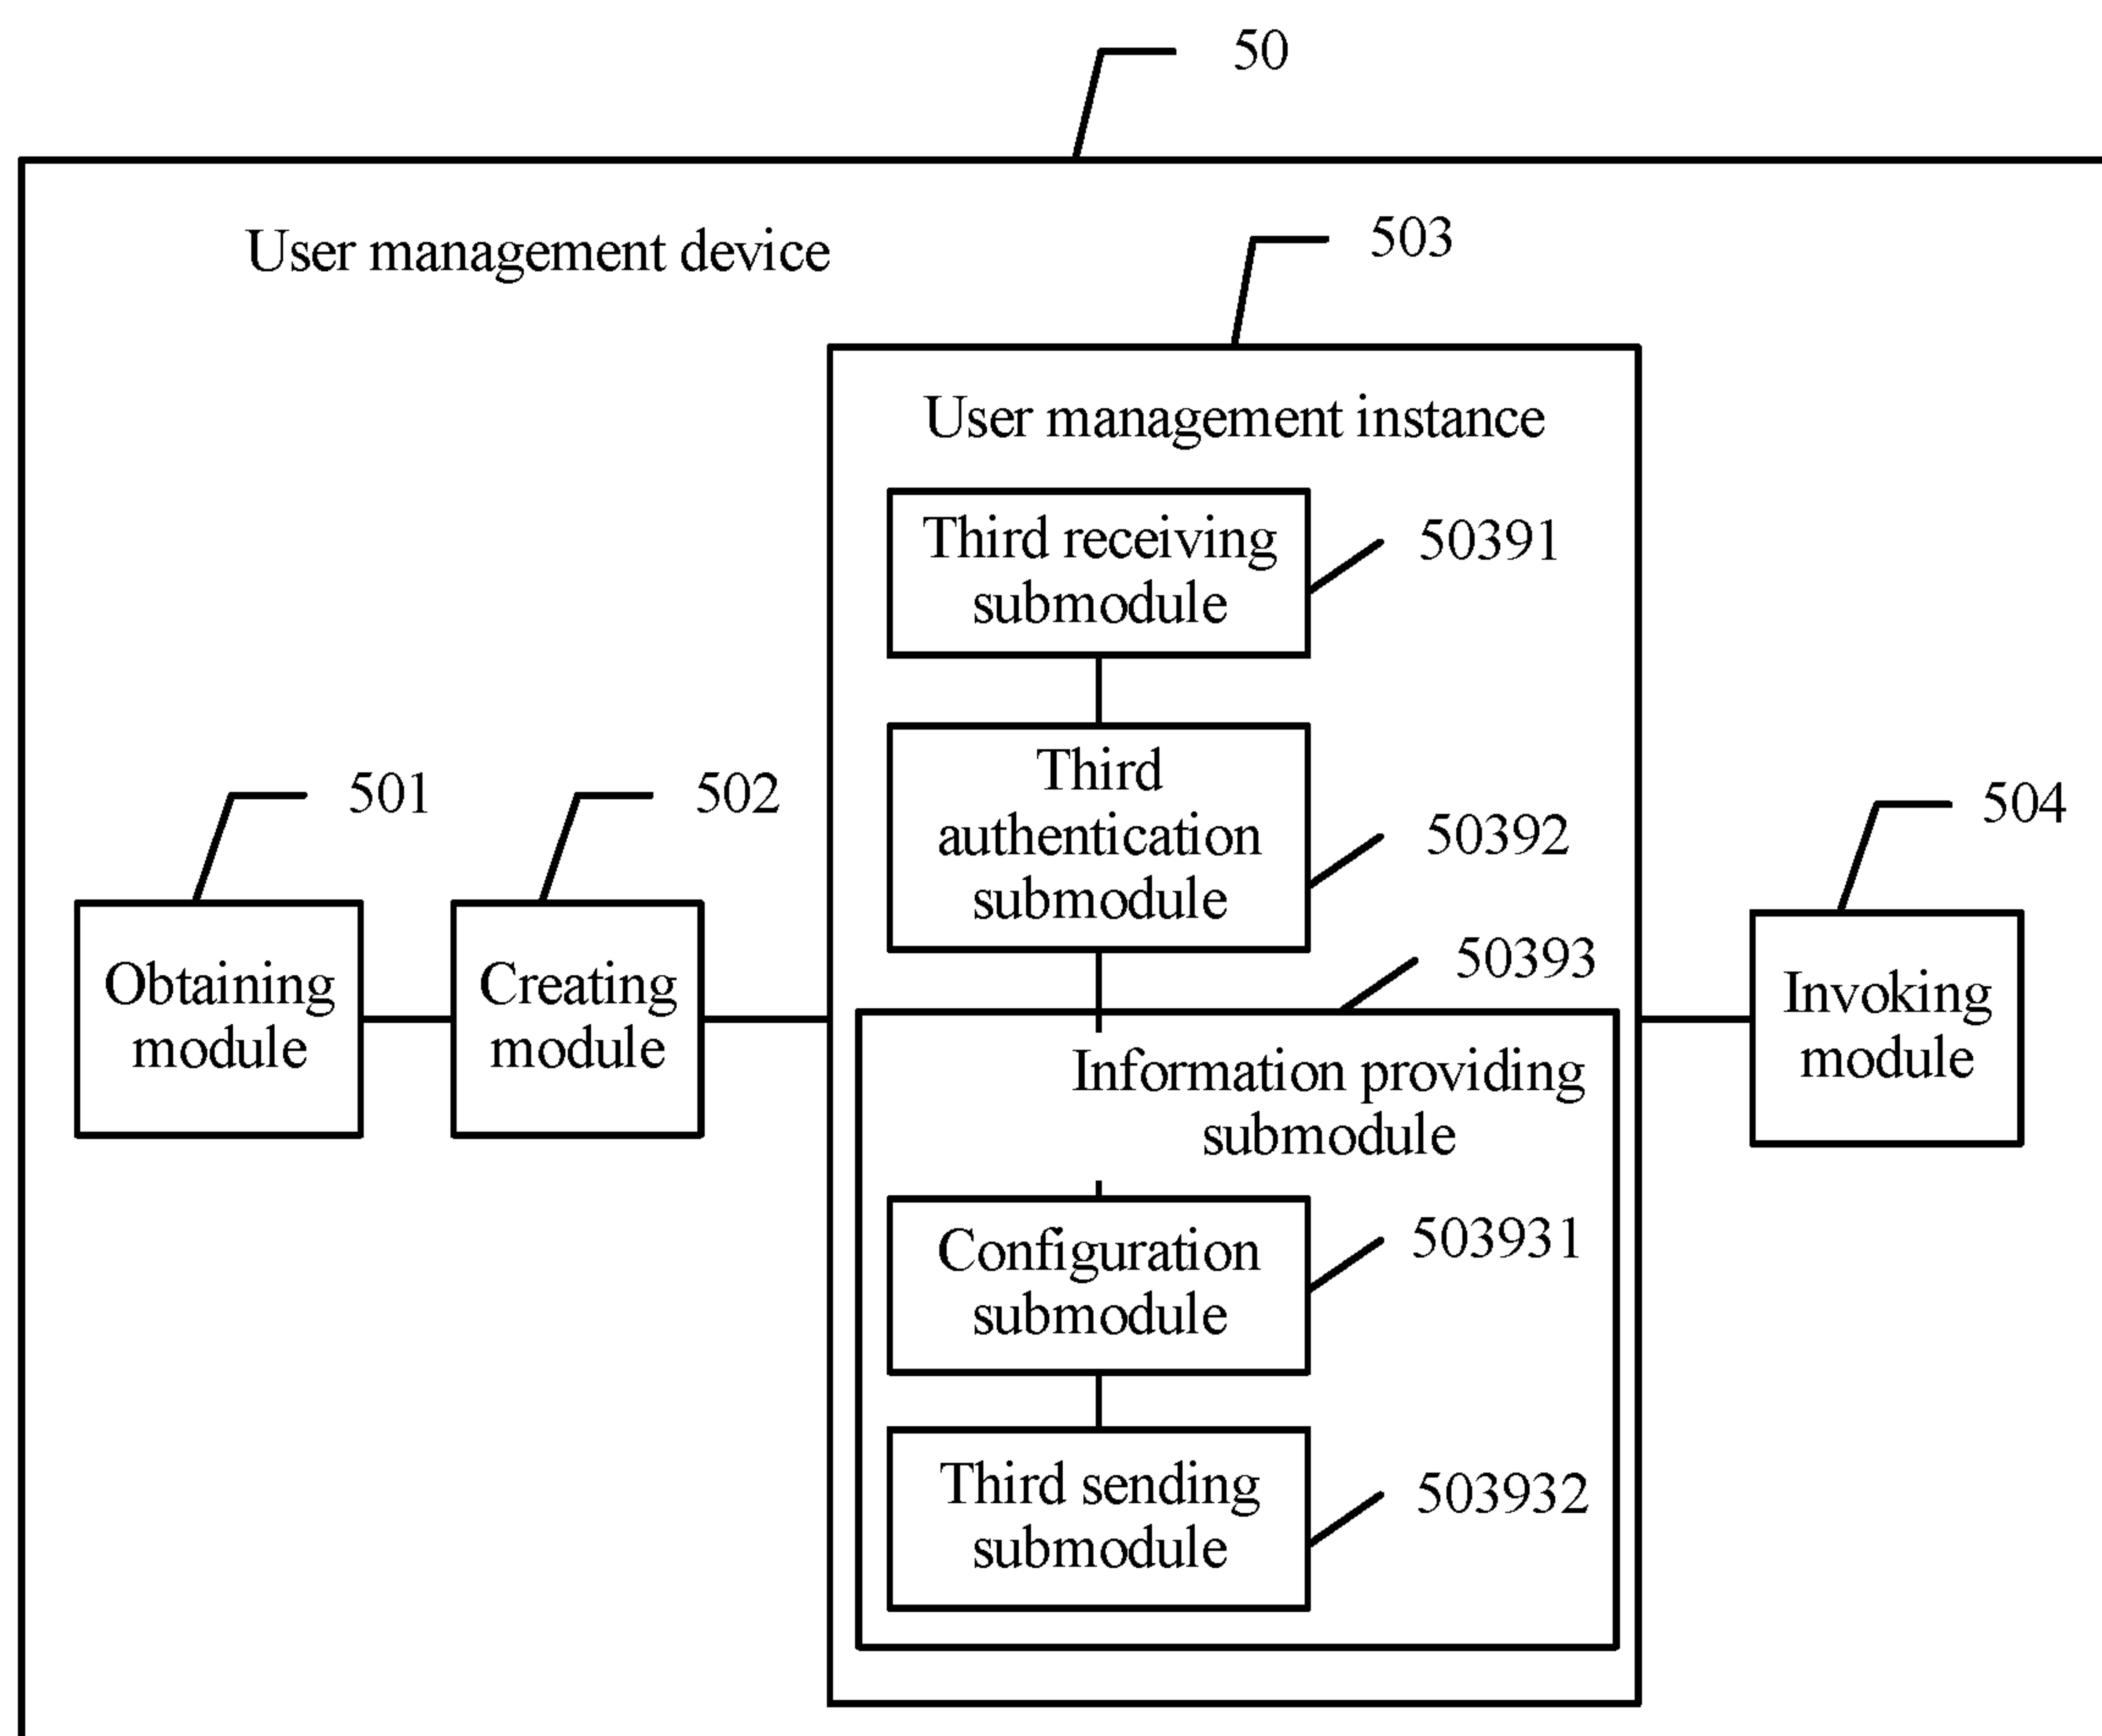 50
User management device
503
User management instance
Third receiving
submodule
50391
Third
authentication
submodule
50392
501
502
504
Obtaining
module
Creating
module
50393
Invoking
module
Information providing
submodule
Configuration
submodule
503931
Third sending
submodule
503932